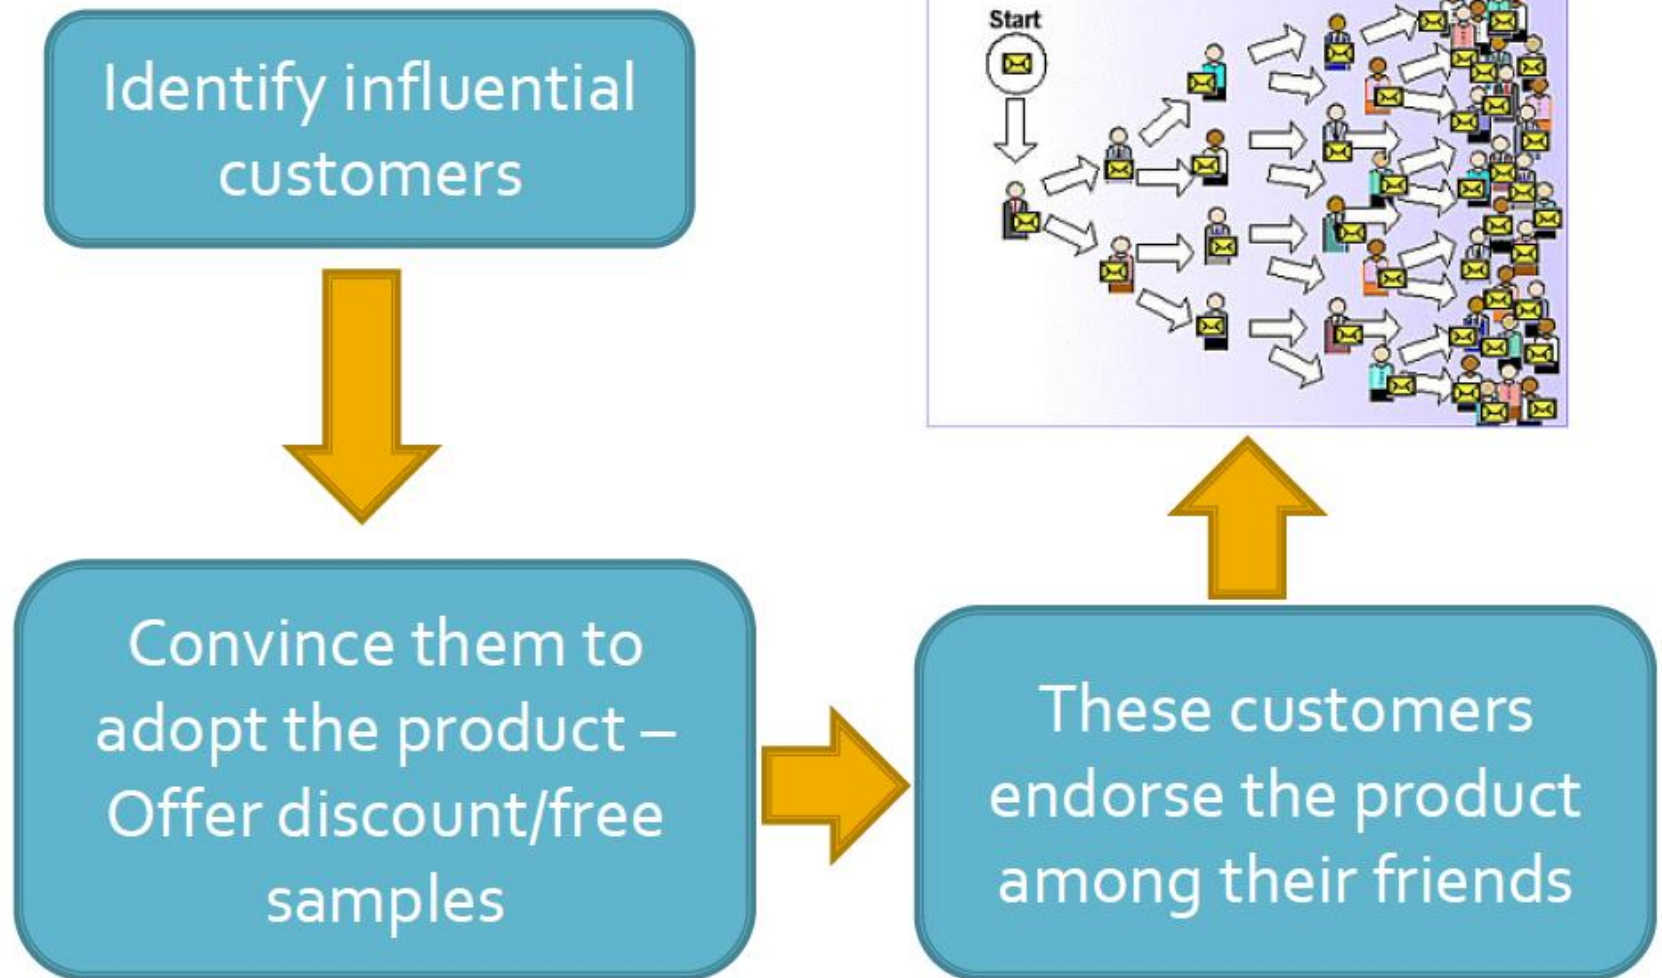 Identify influential
customers
Convince them to
adopt the product –
Offer discount/free
samples
These customers
endorse the product
among their friends
Start